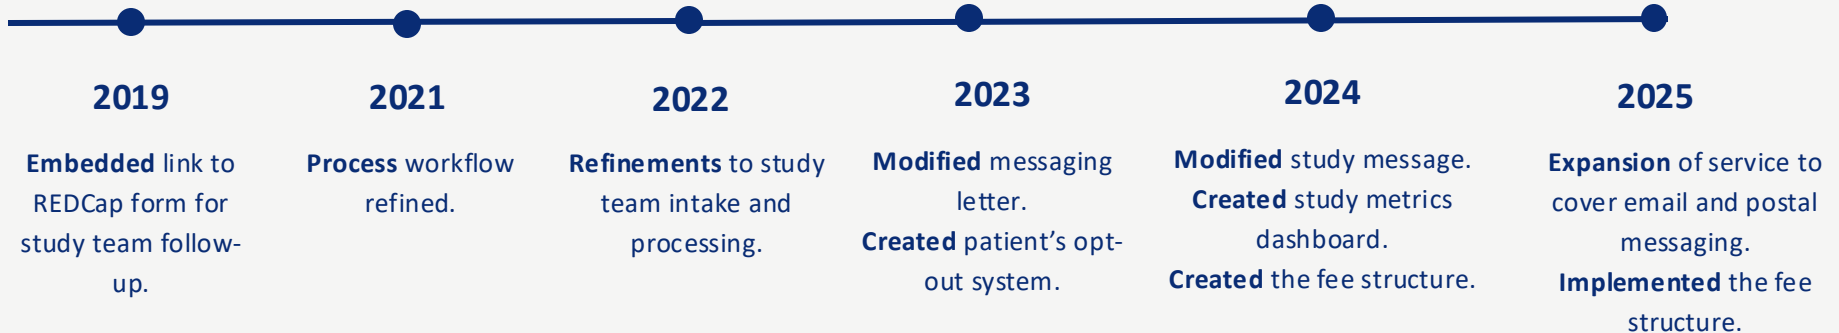 2019
Embedded link to
REDCap form for
study team follow-
up.
2021
Process workflow
refined.
2022
Refinements to study
team intake and
processing.
2023
Modified messaging
letter.
Created patient’s opt-
out system.
2024
Modified study message.
Created study metrics
dashboard.
Created the fee structure.
2025
Expansion of service to
cover email and postal
messaging.
Implemented the fee
structure.